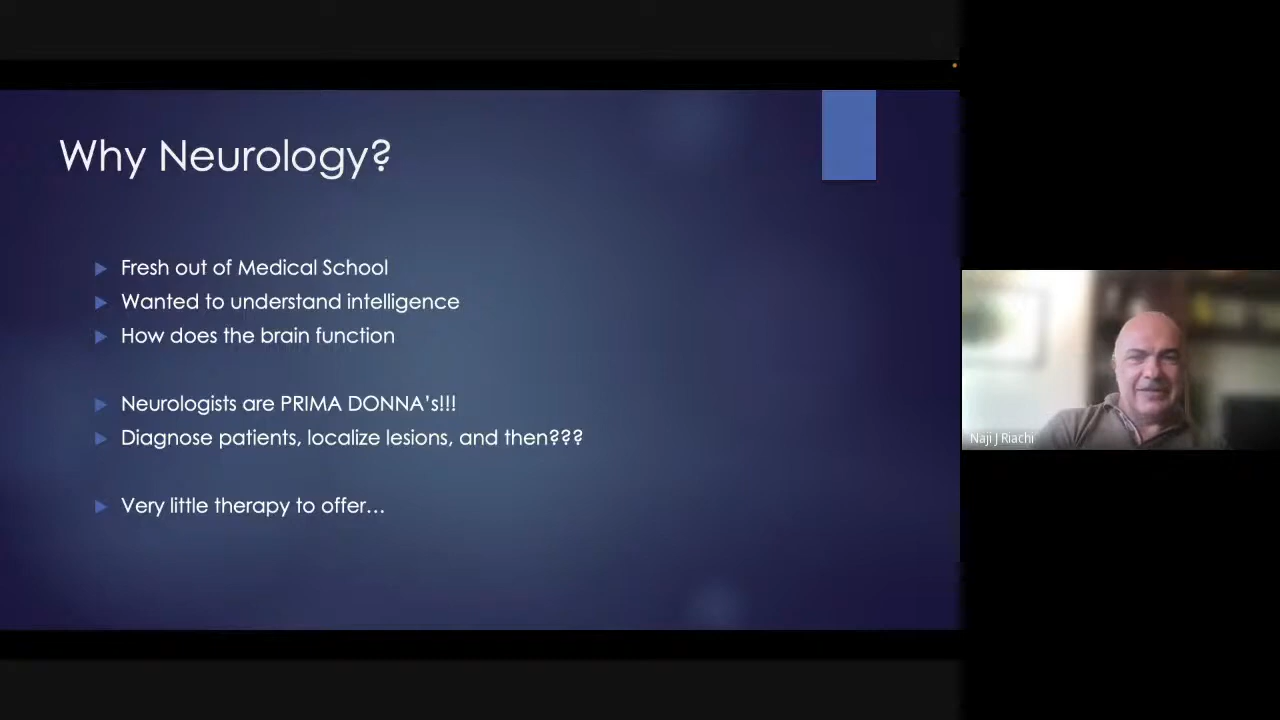 Why Neurology?
Fresh out of Medical School
Wanted to understand intelligence
How does the brain function
Neurologists are PRIMA DONNA’s!!!
Diagnose patients, localize lesions, and then???
Very little therapy to offer…
Naji J Riachi